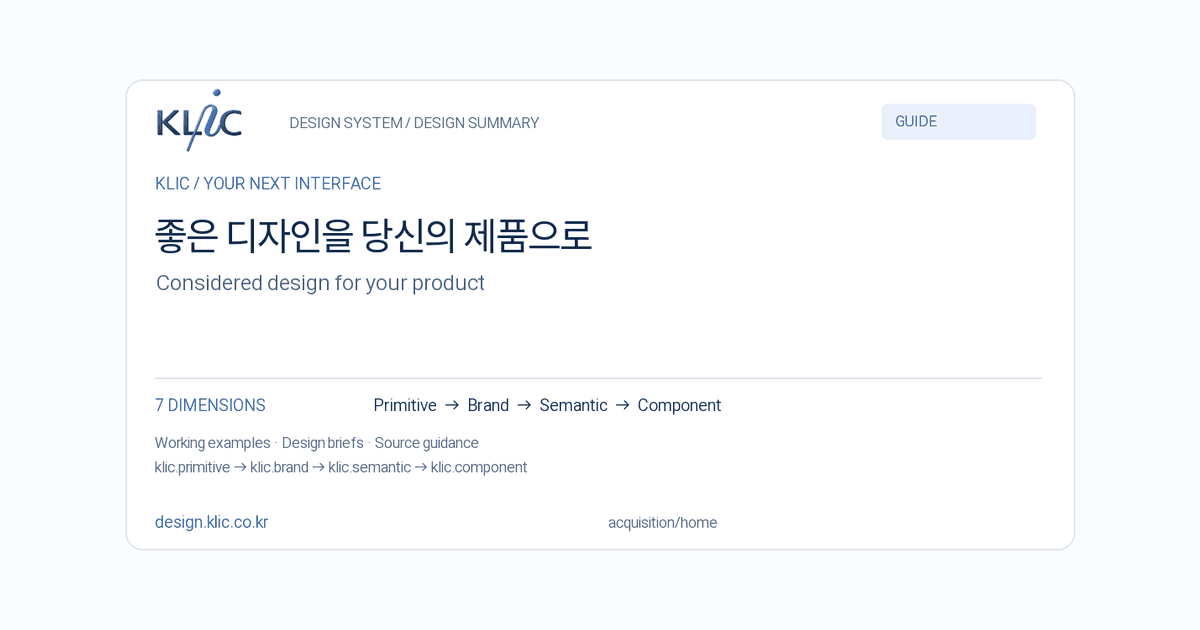 KLIC
DESIGN SYSTEM / DESIGN SUMMARY
GUIDE
KLIC / YOUR NEXT INTERFACE
좋은 디자인을 당신의 제품으로
Considered design for your product
7 DIMENSIONS
Primitive → Brand → Semantic → Component
Working examples · Design briefs · Source guidance
klic.primitive → klic.brand → klic.semantic → klic.component
design.klic.co.kr
acquisition/home